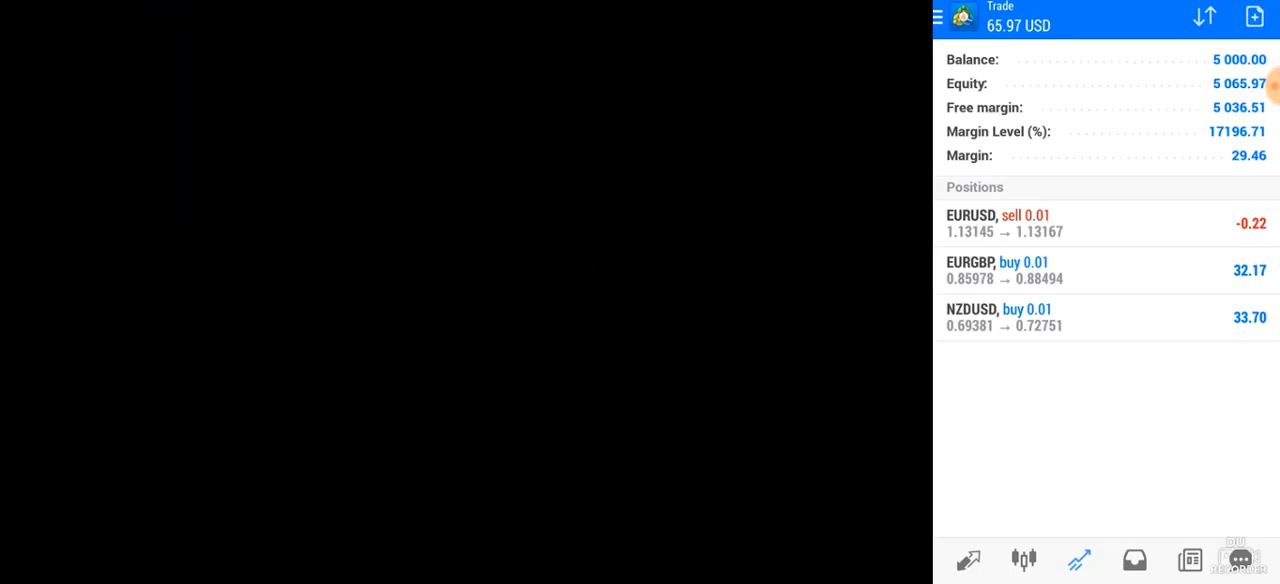 Trade
65.97 USD
Balance: 5 000.00
Equity: 5 065.97
Free margin: 5 036.51
Margin Level (%): 17196.71
Margin: 29.46
Positions
EURUSD, sell 0.01
1.13145 → 1.13167 -0.22
EURGBP, buy 0.01
0.85978 → 0.88494 32.17
NZDUSD, buy 0.01
0.69381 → 0.72751 33.70
DU
RECORDER